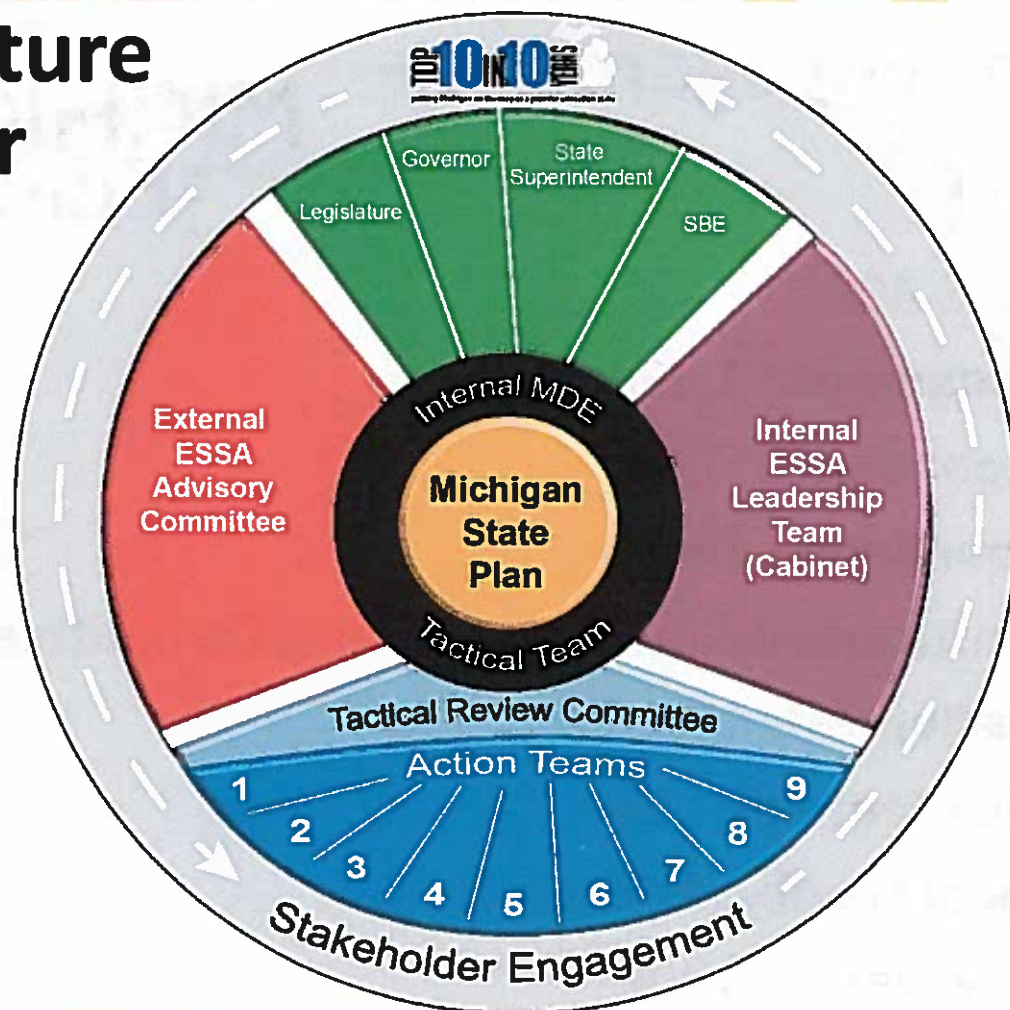 ture
r
TOP 10 IN 10 YEARS
Governor
State
Superintendent
Legislature
SBE
Internal MDE
External
ESSA
Advisory
Committee
Michigan
State
Plan
Internal
ESSA
Leadership
Team
(Cabinet)
Tactical Team
Tactical Review Committee
Action Teams
1
2
3
4
5
6
7
8
9
Stakeholder Engagement